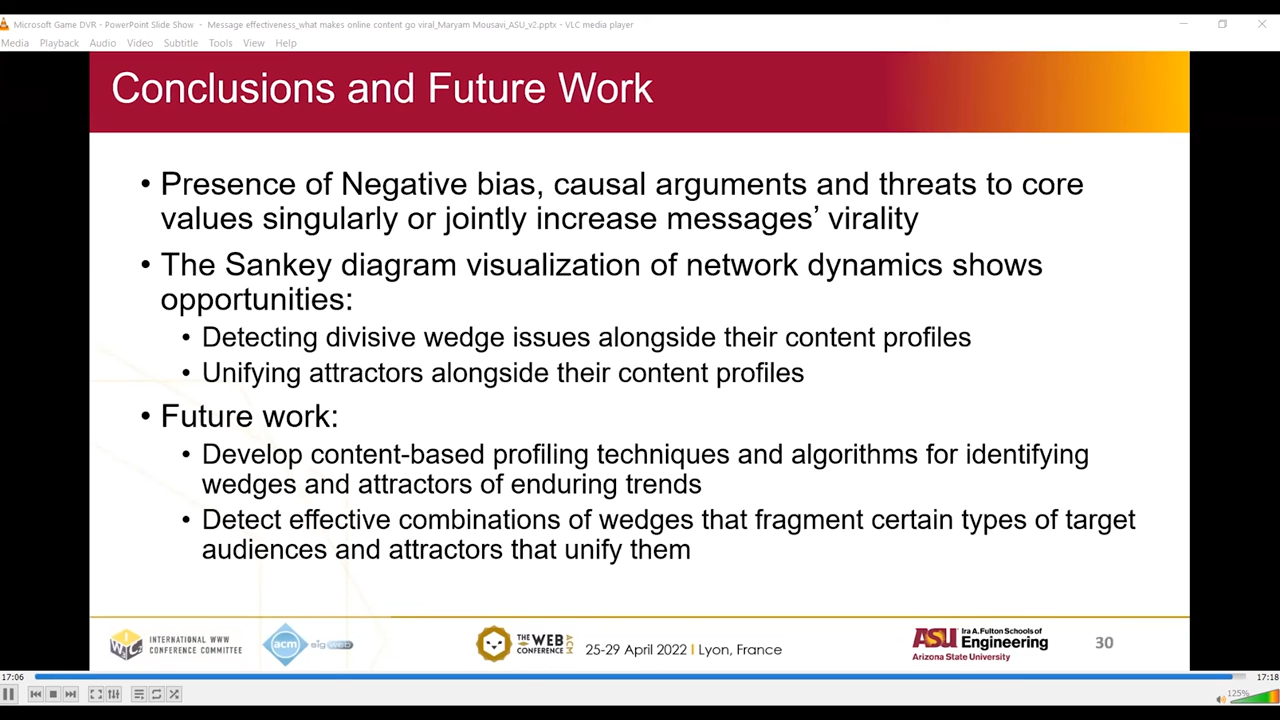 Microsoft Game DVR - PowerPoint Slide Show - Message effectiveness_what makes online content go viral_Maryam Mousavi_ASU_v2.pptx - VLC media player
Media Playback Audio Video Subtitle Tools View Help
Conclusions and Future Work
• Presence of Negative bias, causal arguments and threats to core
values singularly or jointly increase messages’ virality
• The Sankey diagram visualization of network dynamics shows
opportunities:
• Detecting divisive wedge issues alongside their content profiles
• Unifying attractors alongside their content profiles
• Future work:
• Develop content-based profiling techniques and algorithms for identifying
wedges and attractors of enduring trends
• Detect effective combinations of wedges that fragment certain types of target
audiences and attractors that unify them
INTERNATIONAL WWW
CONFERENCE COMMITTEE
acm sigweb
THE WEB
CONFERENCE
ACM
25-29 April 2022 | Lyon, France
ASU Ira A. Fulton Schools of
Engineering
Arizona State University
30
17:06
17:18
125%